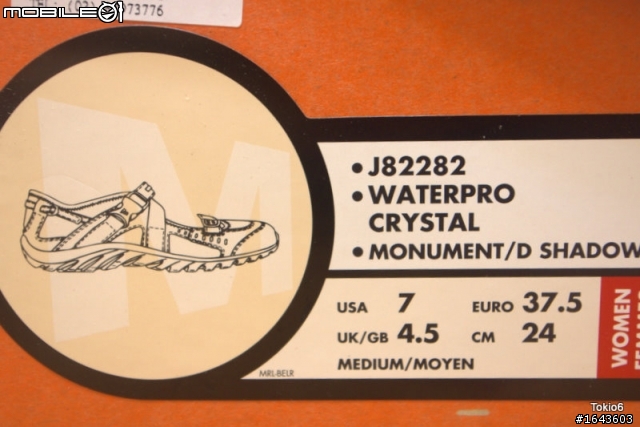 MOBILE01
973776
• J82282
• WATERPRO
CRYSTAL
• MONUMENT/D SHADOW
USA 7 EURO 37.5
UK/GB 4.5 CM 24
MEDIUM/MOYEN
WOMEN
MRL-BELR
Tokio6
#1643603